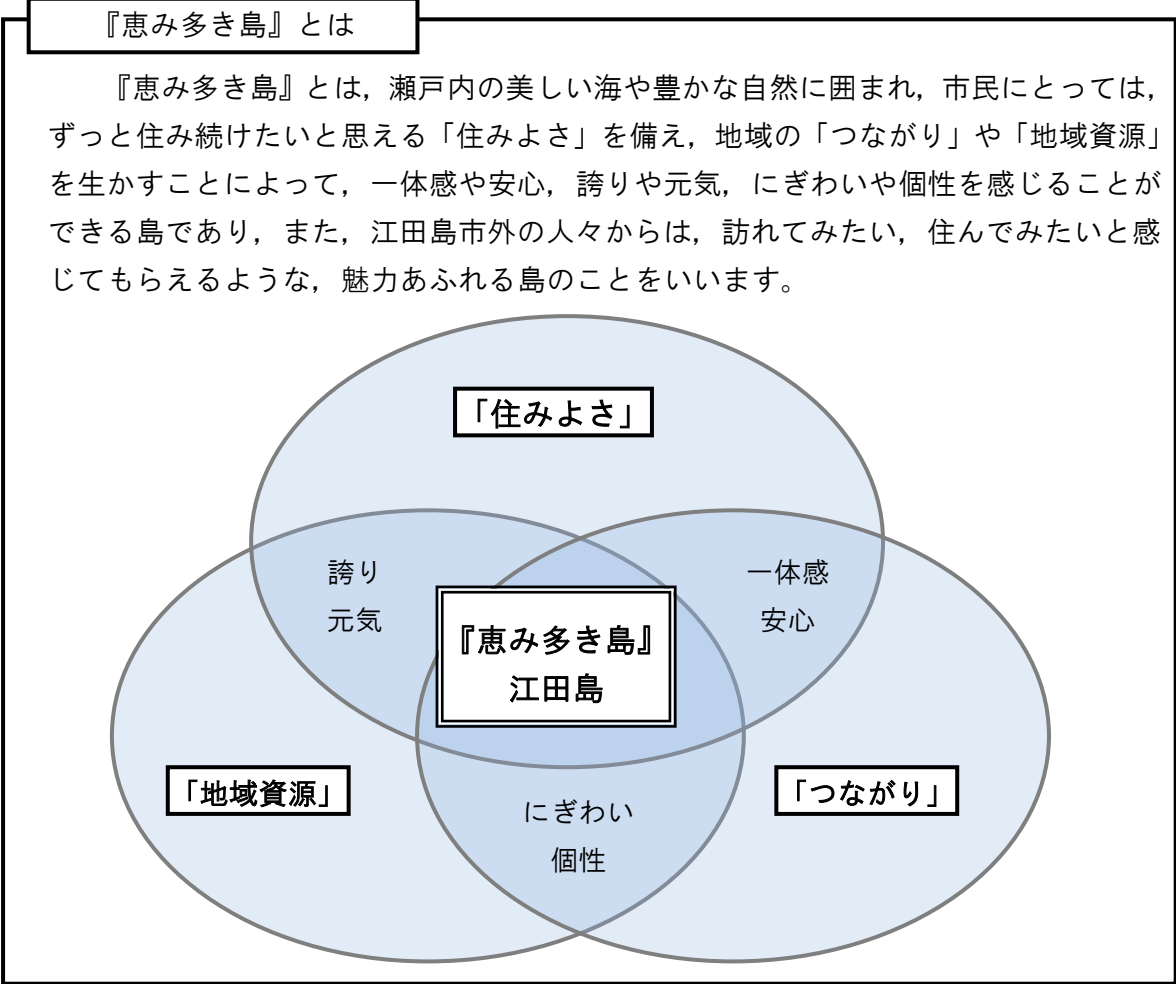 『恵み多き島』とは
『恵み多き島』とは，瀬戸内の美しい海や豊かな自然に囲まれ，市民にとっては，
ずっと住み続けたいと思える「住みよさ」を備え，地域の「つながり」や「地域資源」
を生かすことによって，一体感や安心，誇りや元気，にぎわいや個性を感じることが
できる島であり，また，江田島市外の人々からは，訪れてみたい，住んでみたいと感
じてもらえるような，魅力あふれる島のことをいいます。
「住みよさ」
誇り
元気
一体感
安心
『恵み多き島』
江田島
「地域資源」
「つながり」
にぎわい
個性